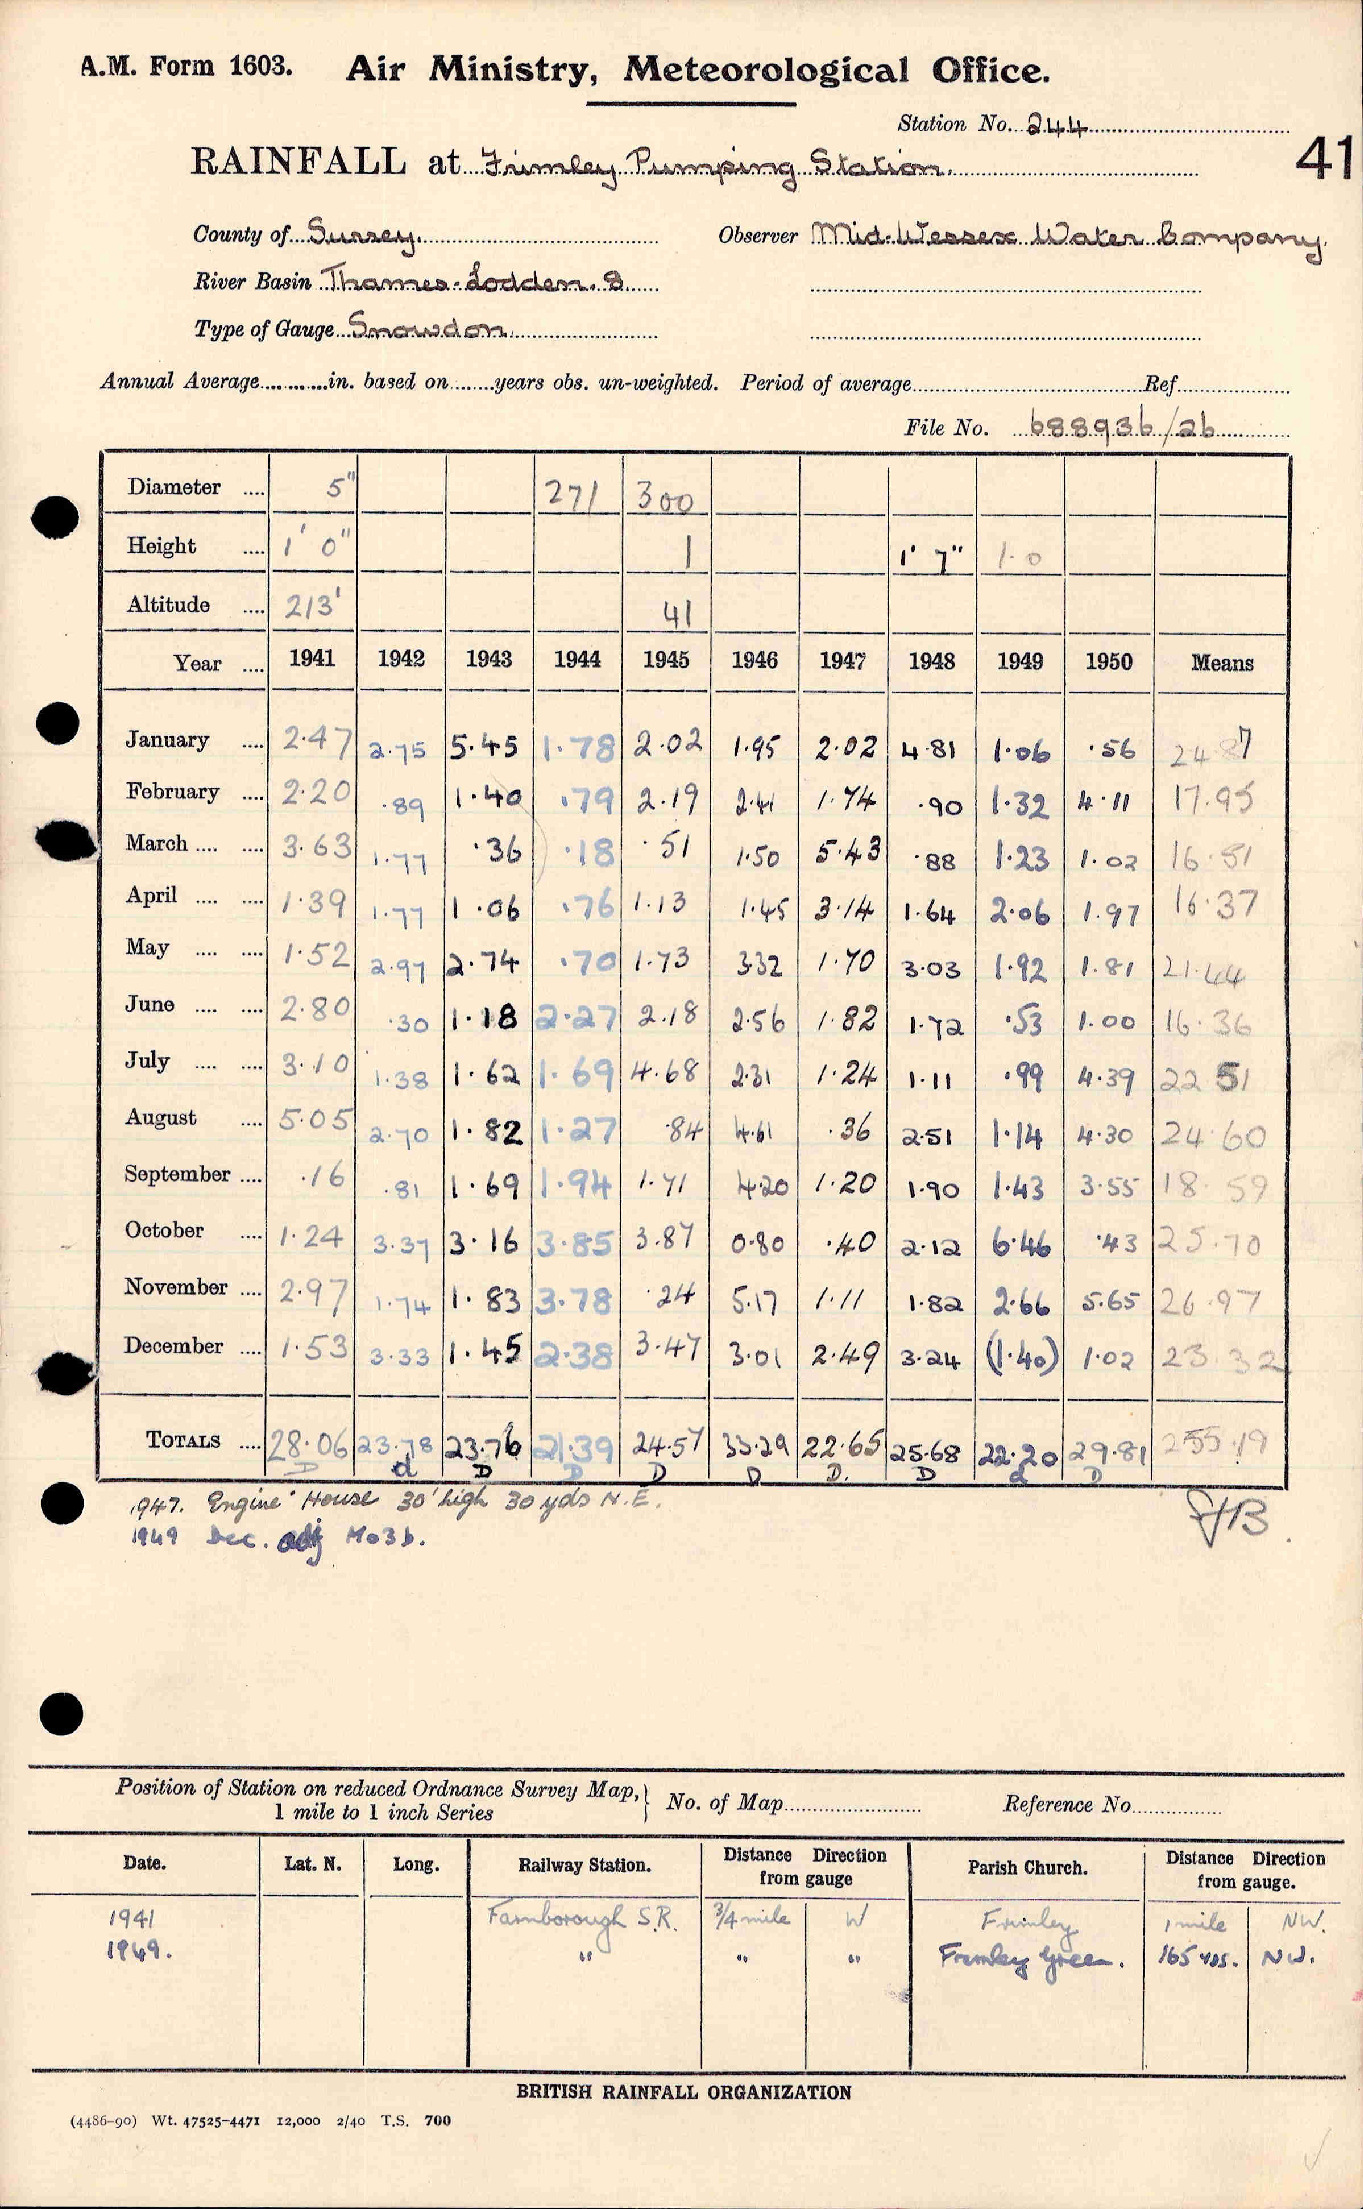 A.M. Form 1603. Air Ministry, Meteorological Office.
Station No. 244
41
RAINFALL at Frimley Pumping Station.
County of Surrey. Observer Mid-Wessex Water Company.
River Basin Thames-Lodden. 8
Type of Gauge Snowdon
Annual Average...........in. based on.......years obs. un-weighted. Period of average Ref
File No. 688936/26
Diameter .... 5" 271 300
Height .... 1' 0" 1 1' 7" 1.0
Altitude .... 213' 41
Year .... 1941 1942 1943 1944 1945 1946 1947 1948 1949 1950 Means
January .... 2.47 2.75 5.45 1.78 2.02 1.95 2.02 4.81 1.06 .56 24.87
February .... 2.20 .89 1.40 .79 2.19 2.41 1.74 .90 1.32 4.11 17.95
March .... .... 3.63 1.77 .36 .18 .51 1.50 5.43 .88 1.23 1.02 16.51
April .... .... 1.39 1.77 1.06 .76 1.13 1.45 3.14 1.64 2.06 1.97 16.37
May .... .... 1.52 2.97 2.74 .70 1.73 3.32 1.70 3.03 1.92 1.81 21.44
June .... .... 2.80 .30 1.18 2.27 2.18 2.56 1.82 1.72 .53 1.00 16.36
July .... .... 3.10 1.38 1.62 1.69 4.68 2.31 1.24 1.11 .99 4.39 22 51
August .... 5.05 2.70 1.82 1.27 .84 4.61 .36 2.51 1.14 4.30 24 60
September .... .16 .81 1.69 1.94 1.71 4.20 1.20 1.90 1.43 3.55 18.59
October .... 1.24 3.37 3.16 3.85 3.87 0.80 .40 2.12 6.46 .43 25.70
November .... 2.97 1.74 1.83 3.78 .24 5.17 1.11 1.82 2.66 5.65 26.97
December .... 1.53 3.33 1.45 2.38 3.47 3.01 2.49 3.24 (1.40) 1.02 23.32
TOTALS .... 28.06 23.78 23.76 21.39 24.57 33.29 22.65 25.68 22.20 29.81 255.19
D d D D D D D. D d D
1947. Engine House 30' high 30 yds N.E.
1949 Dec. adj Mo3b.
Position of Station on reduced Ordnance Survey Map,
1 mile to 1 inch Series
No. of Map Reference No
Date. Lat. N. Long. Railway Station. Distance from gauge Direction Parish Church. Distance Direction from gauge.
1941 Farnborough S.R. 3/4 mile W Frimley 1 mile NW.
1949. " " " Frimley Green. 165 yds. N W.
BRITISH RAINFALL ORGANIZATION
(4486-90) Wt. 47525-4471 12,000 2/40 T.S. 700